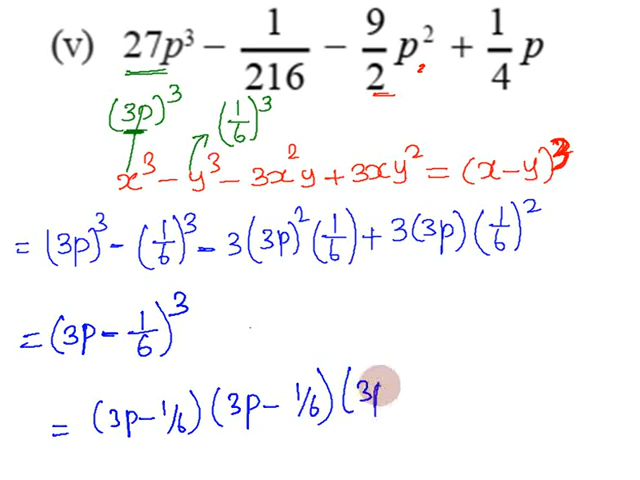 (v) 27p³ − 1/216 − 9/2 p² + 1/4 p
(3p)³ (1/6)³
x³ − y³ − 3x²y + 3xy² = (x−y)³
= (3p)³ − (1/6)³ − 3(3p)²(1/6) + 3(3p)(1/6)²
= (3p − 1/6)³
= (3p − 1/6)(3p − 1/6)(3p